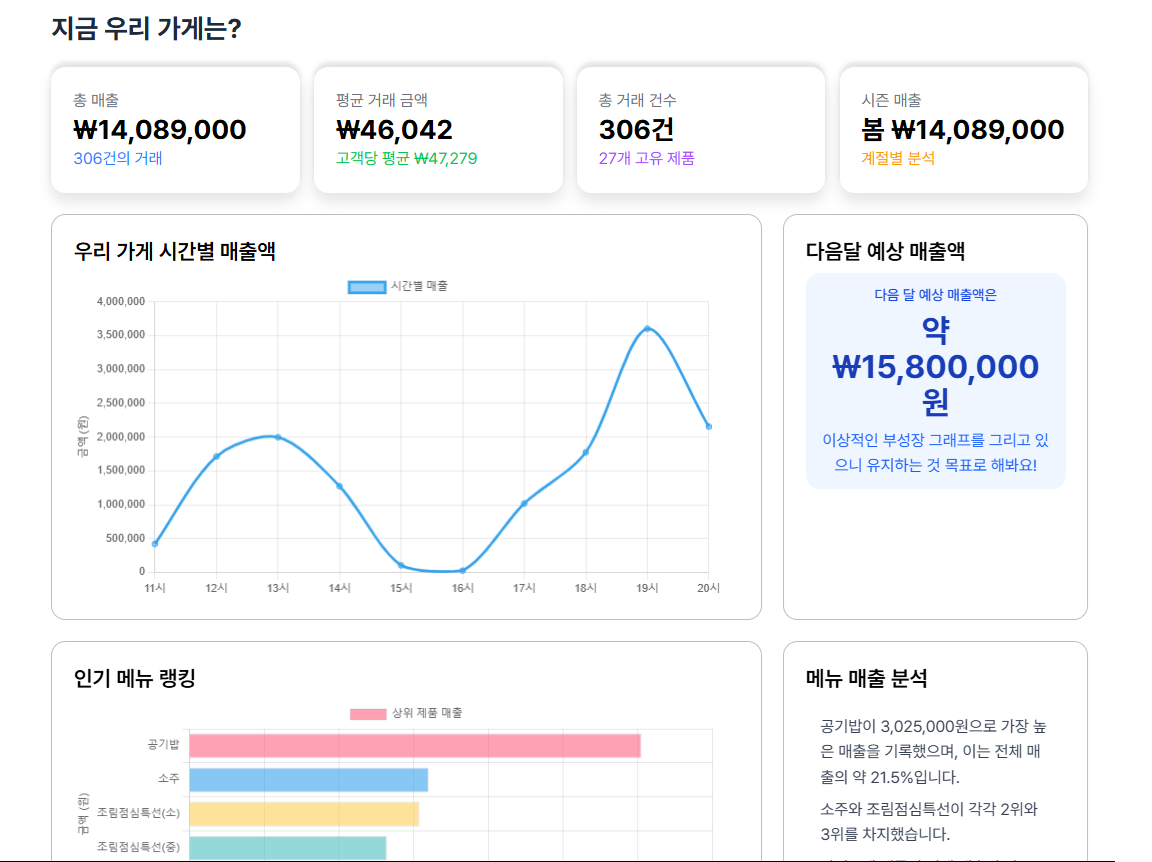 지금 우리 가게는?
총 매출
₩14,089,000
306건의 거래
평균 거래 금액
₩46,042
고객당 평균 ₩47,279
총 거래 건수
306건
27개 고유 제품
시즌 매출
봄 ₩14,089,000
계절별 분석
우리 가게 시간별 매출액
시간별 매출
금액 (원)
4,000,000
3,500,000
3,000,000
2,500,000
2,000,000
1,500,000
1,000,000
500,000
0
11시 12시 13시 14시 15시 16시 17시 18시 19시 20시
다음달 예상 매출액
다음 달 예상 매출액은
약
₩15,800,000
원
이상적인 부성장 그래프를 그리고 있
으니 유지하는 것 목표로 해봐요!
인기 메뉴 랭킹
상위 제품 매출
금액 (원)
공기밥
소주
조림점심특선(소)
조림점심특선(중)
메뉴 매출 분석
공기밥이 3,025,000원으로 가장 높
은 매출을 기록했으며, 이는 전체 매
출의 약 21.5%입니다.
소주와 조림점심특선이 각각 2위와
3위를 차지했습니다.